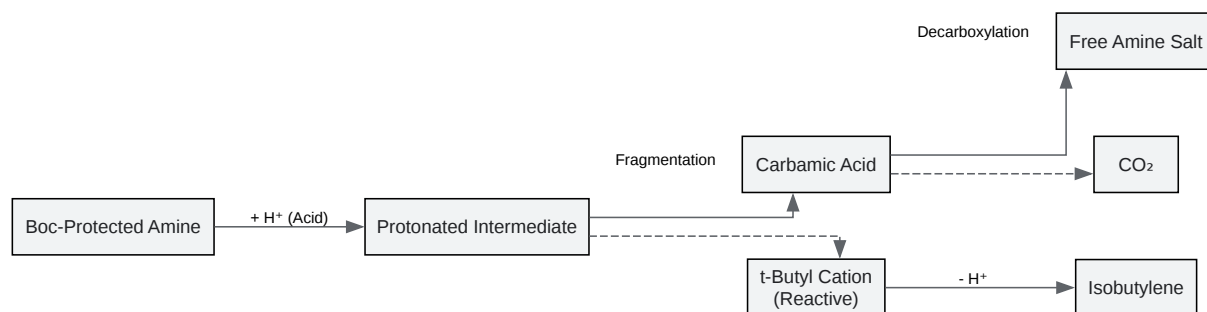 Decarboxylation
Free Amine Salt
Fragmentation
Carbamic Acid
CO₂
Boc-Protected Amine
+ H⁺ (Acid)
Protonated Intermediate
t-Butyl Cation
(Reactive)
- H⁺
Isobutylene